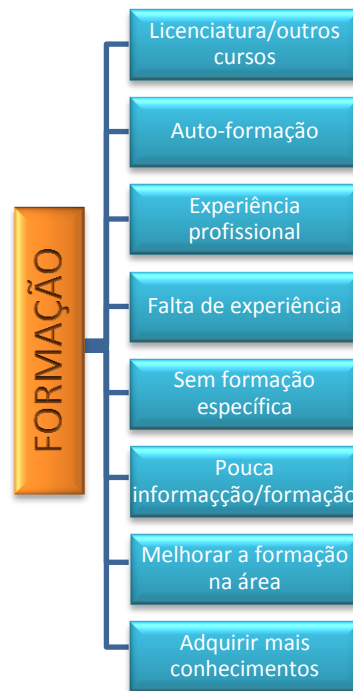 FORMAÇÃO
Licenciatura/outros
cursos
Auto-formação
Experiência
profissional
Falta de experiência
Sem formação
específica
Pouca
informacção/formação
Melhorar a formação
na área
Adquirir mais
conhecimentos